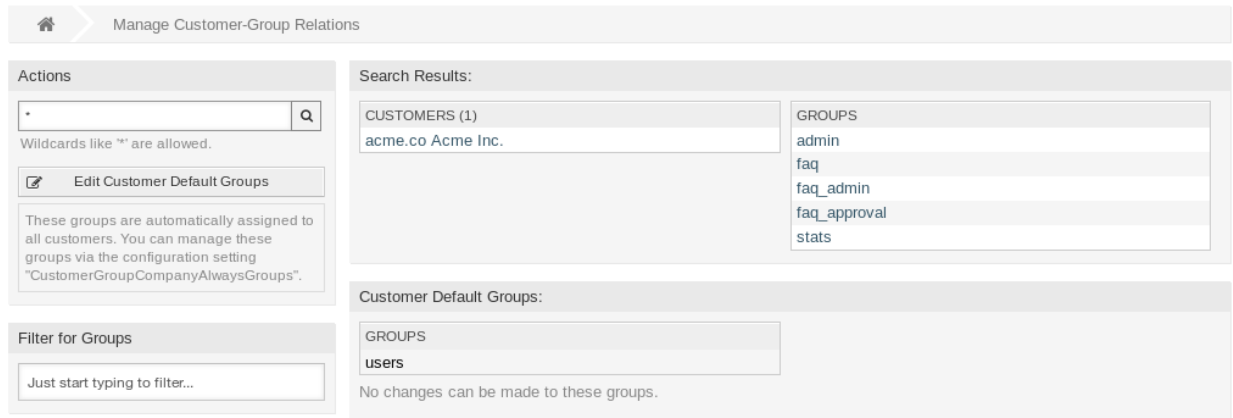 Manage Customer-Group Relations
Actions
*
Wildcards like '*' are allowed.
Edit Customer Default Groups
These groups are automatically assigned to
all customers. You can manage these
groups via the configuration setting
"CustomerGroupCompanyAlwaysGroups".
Filter for Groups
Just start typing to filter...
Search Results:
CUSTOMERS (1)
acme.co Acme Inc.
GROUPS
admin
faq
faq_admin
faq_approval
stats
Customer Default Groups:
GROUPS
users
No changes can be made to these groups.